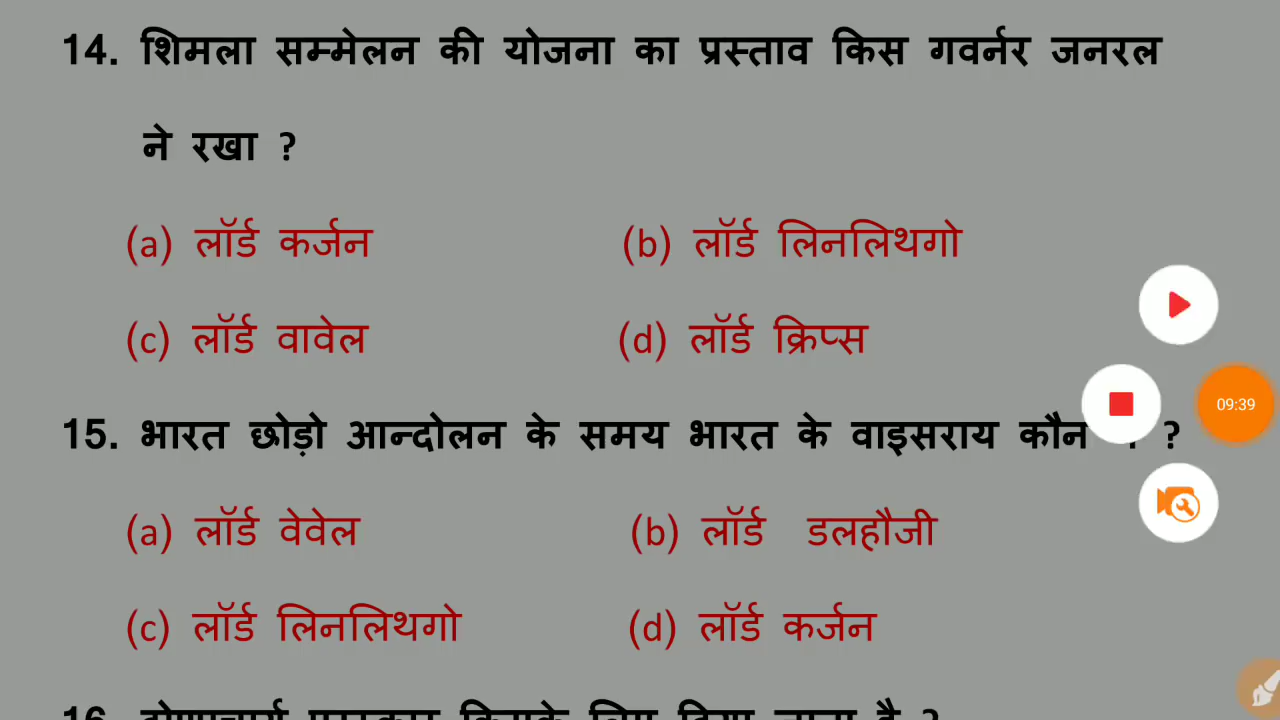 14. शिमला सम्मेलन की योजना का प्रस्ताव किस गवर्नर जनरल
ने रखा ?
(a) लॉर्ड कर्जन (b) लॉर्ड लिनलिथगो
(c) लॉर्ड वावेल (d) लॉर्ड क्रिप्स
09:39
15. भारत छोड़ो आन्दोलन के समय भारत के वाइसराय कौन ?
(a) लॉर्ड वेवेल (b) लॉर्ड डलहौजी
(c) लॉर्ड लिनलिथगो (d) लॉर्ड कर्जन